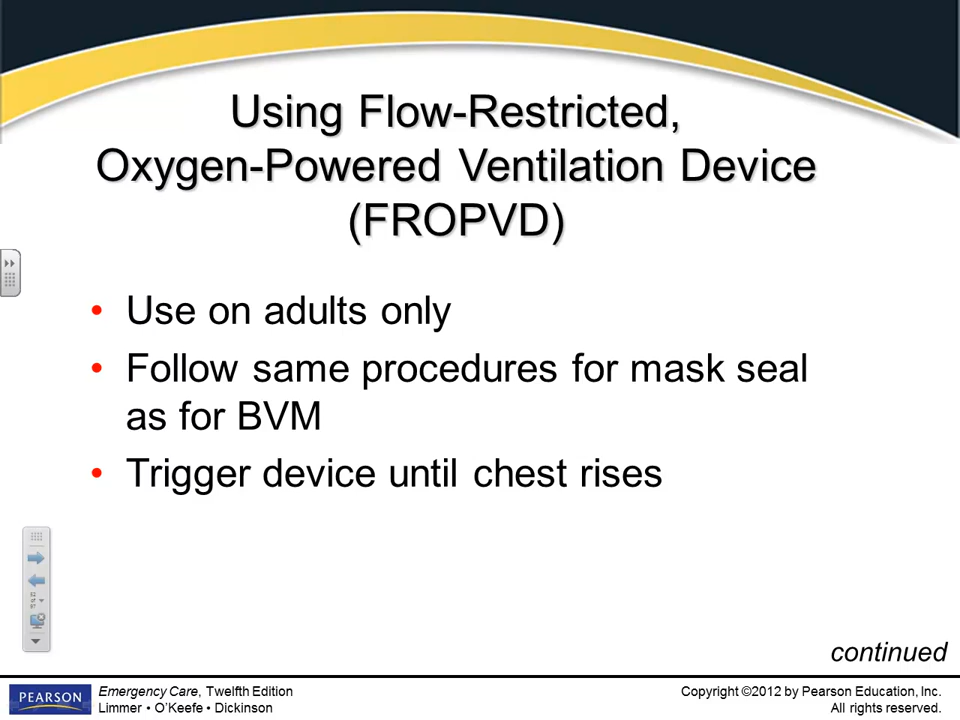 Using Flow-Restricted,
Oxygen-Powered Ventilation Device
(FROPVD)
• Use on adults only
• Follow same procedures for mask seal
as for BVM
• Trigger device until chest rises
continued
PEARSON
Emergency Care, Twelfth Edition
Limmer • O’Keefe • Dickinson
Copyright ©2012 by Pearson Education, Inc.
All rights reserved.